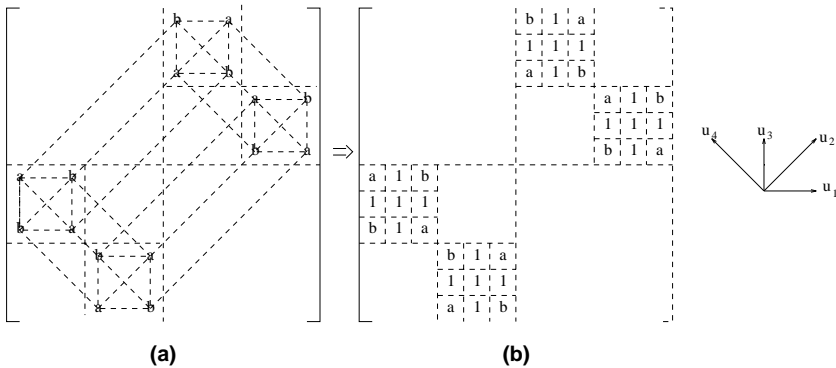 b a b 1 a
1 1 1
a b a 1 b
a b a 1 b
u4 u3 u2
1 1 1
b a ⇒ b 1 a
a b a 1 b
u1
1 1 1
b a b 1 a
b a b 1 a
1 1 1
a b a 1 b
(a) (b)